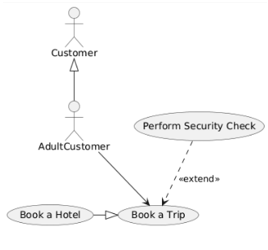 Customer
Perform Security Check
AdultCustomer
«extend»
Book a Hotel
Book a Trip